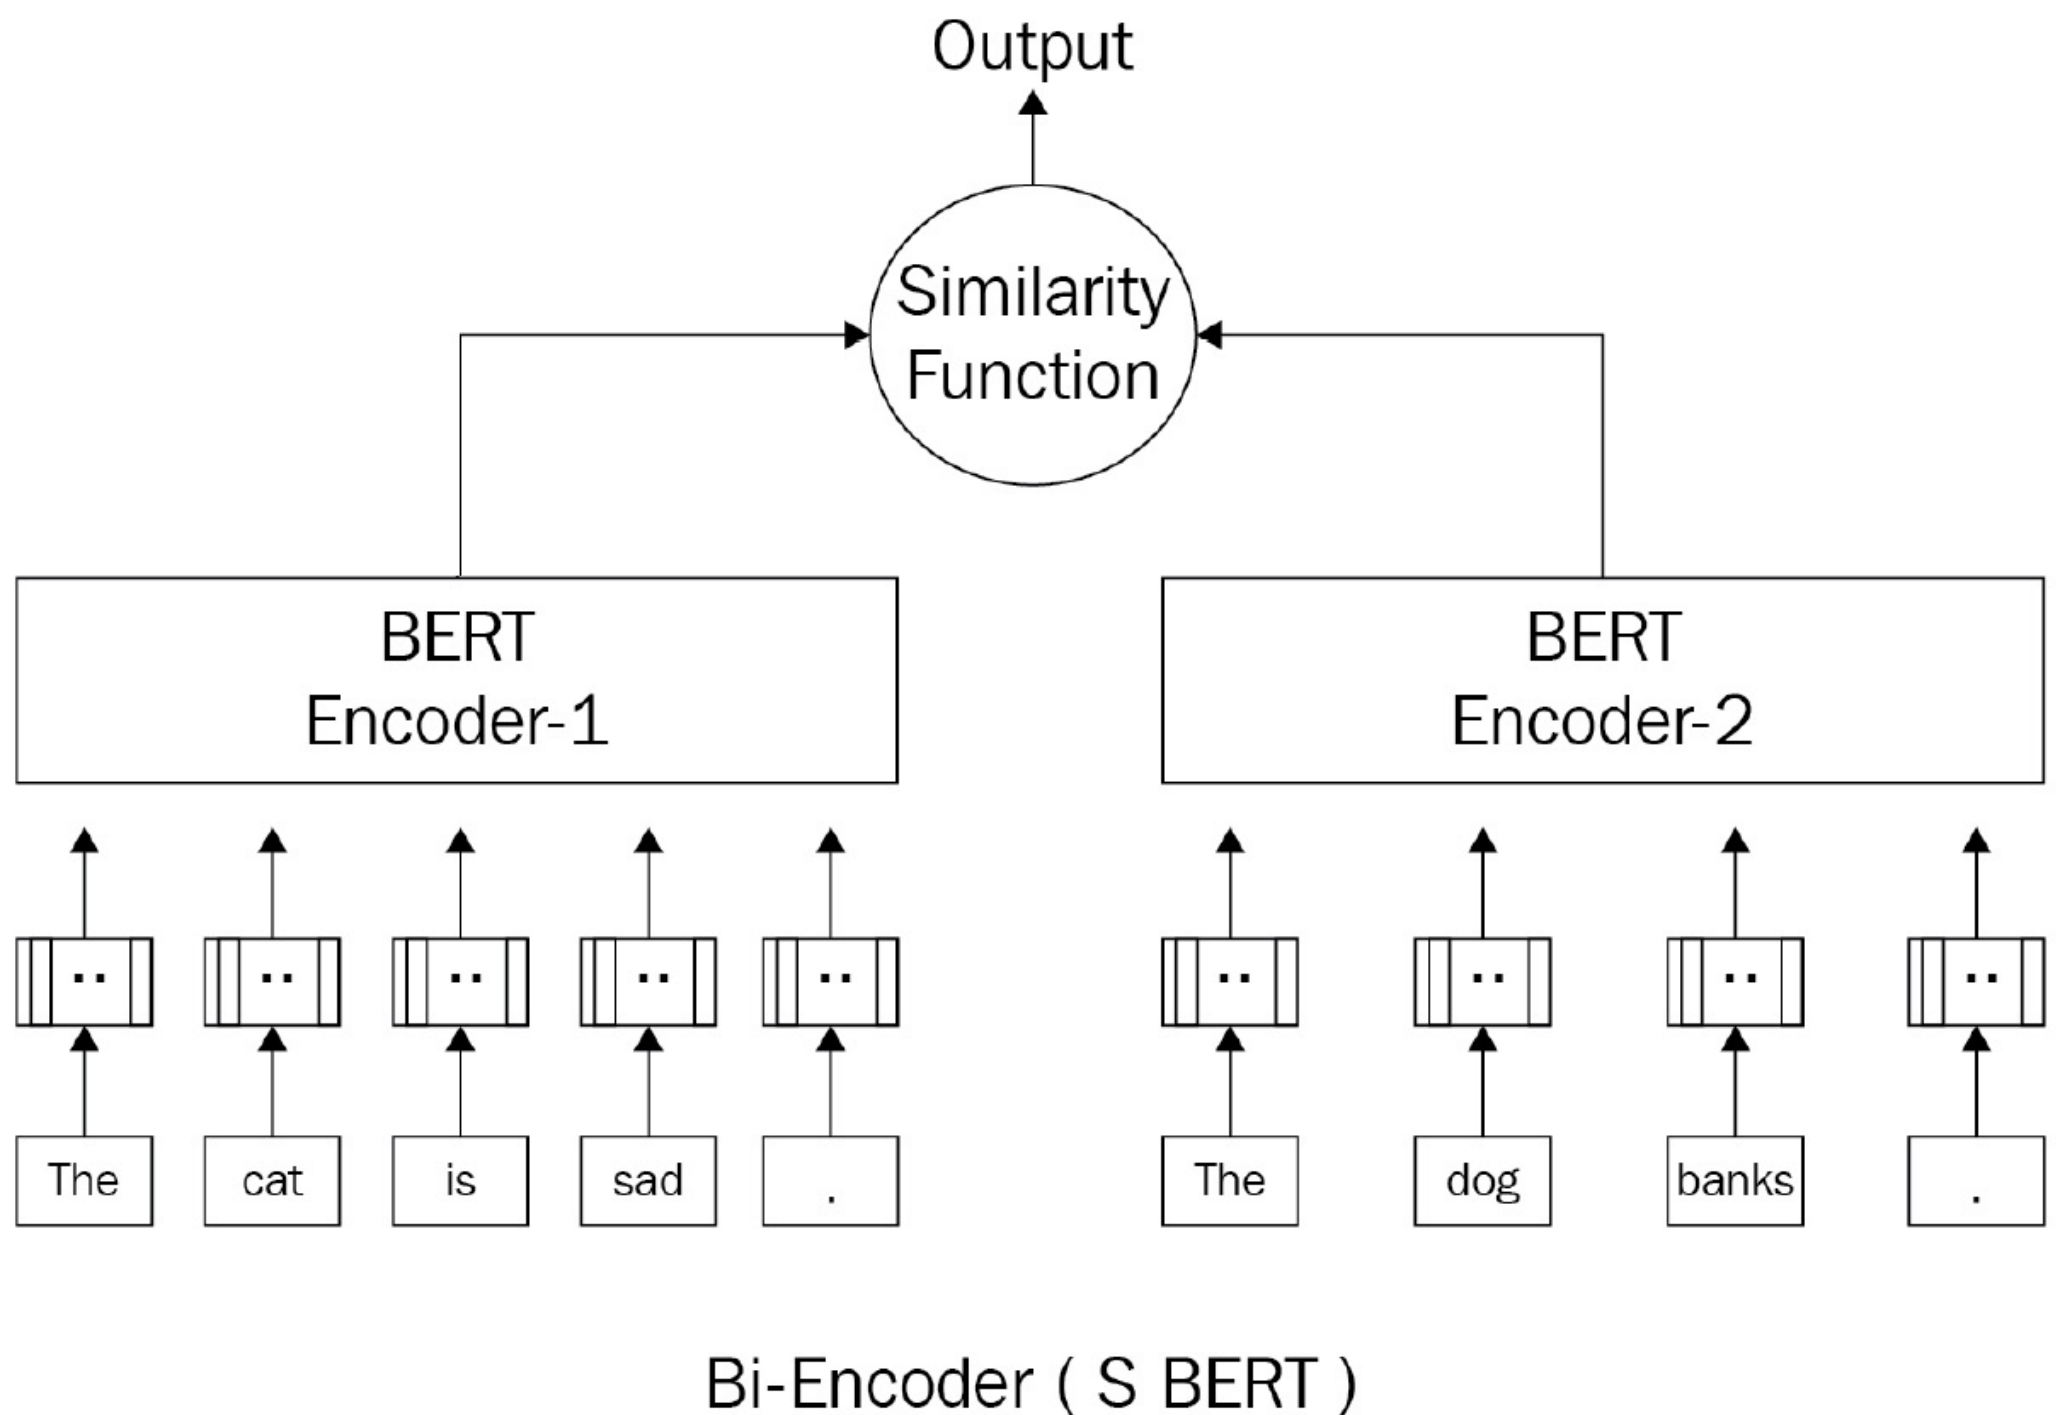 Output
Similarity
Function
BERT
Encoder-1
BERT
Encoder-2
The cat is sad . The dog banks .
Bi-Encoder ( S BERT )